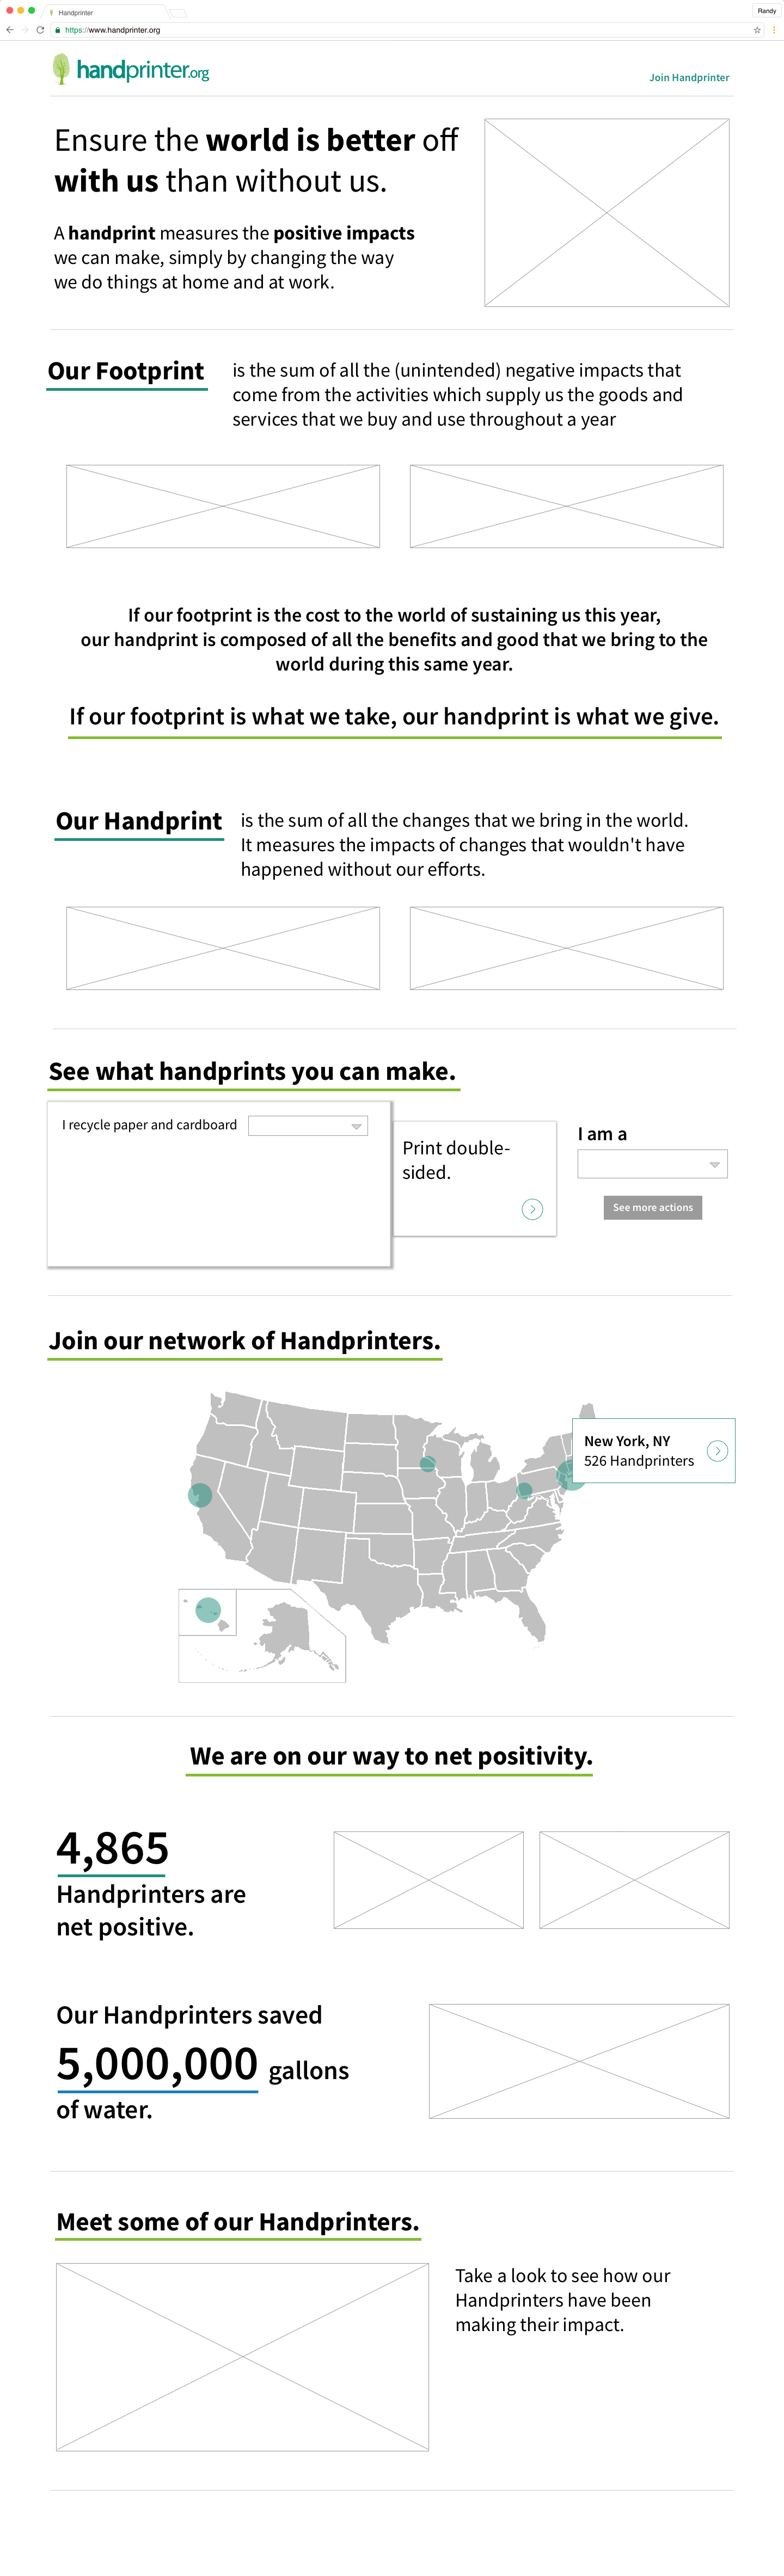 Handprinter
Randy
https://www.handprinter.org
handprinter.org
Join Handprinter
Ensure the world is better off
with us than without us.
A handprint measures the positive impacts
we can make, simply by changing the way
we do things at home and at work.
Our Footprint
is the sum of all the (unintended) negative impacts that
come from the activities which supply us the goods and
services that we buy and use throughout a year
If our footprint is the cost to the world of sustaining us this year,
our handprint is composed of all the benefits and good that we bring to the
world during this same year.
If our footprint is what we take, our handprint is what we give.
Our Handprint
is the sum of all the changes that we bring in the world.
It measures the impacts of changes that wouldn't have
happened without our efforts.
See what handprints you can make.
I recycle paper and cardboard
Print double-
sided.
I am a
See more actions
Join our network of Handprinters.
New York, NY
526 Handprinters
We are on our way to net positivity.
4,865
Handprinters are
net positive.
Our Handprinters saved
5,000,000 gallons
of water.
Meet some of our Handprinters.
Take a look to see how our
Handprinters have been
making their impact.